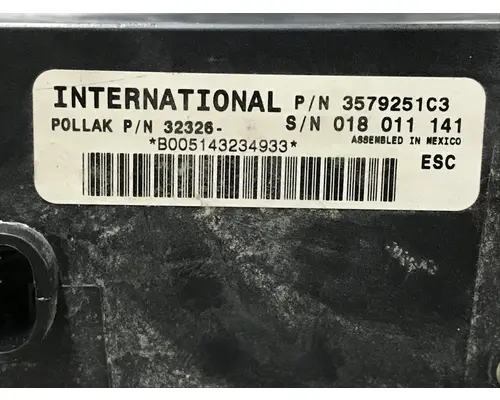 INTERNATIONAL P/N 3579251C3
POLLAK P/N 32326- S/N 018 011 141
*B005143234933* ASSEMBLED IN MEXICO
ESC